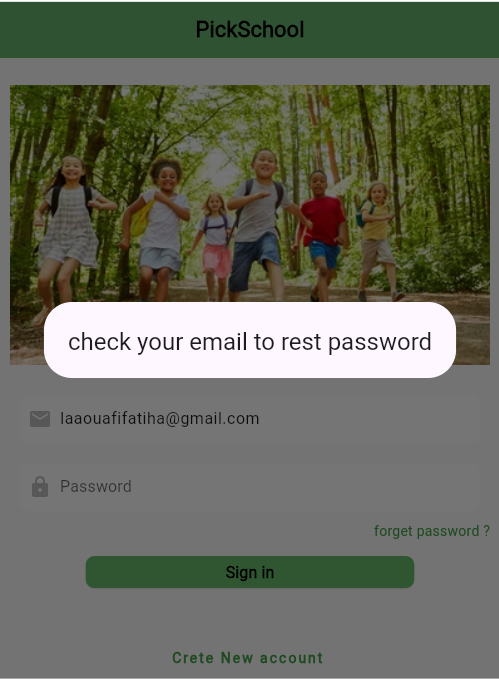 PickSchool
check your email to rest password
laaouafifatiha@gmail.com
Password
forget password ?
Sign in
Crete New account